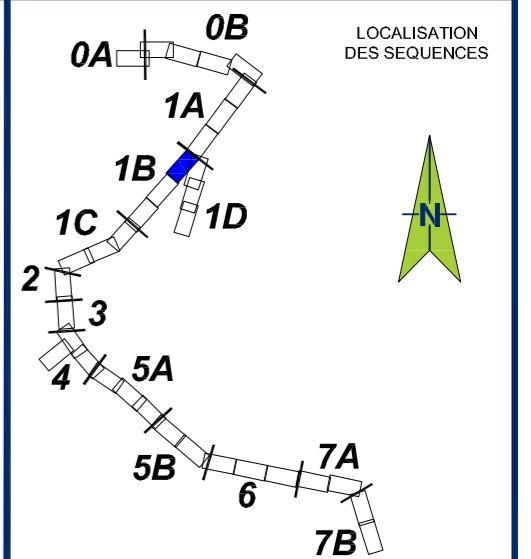 LOCALISATION
DES SEQUENCES
0B
0A
1A
1B
1D
1C
N
2
3
4
5A
5B
6
7A
7B